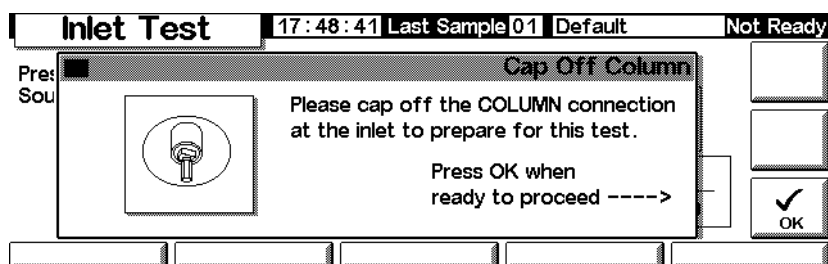 Inlet Test 17:48:41 Last Sample 01 Default Not Ready
Cap Off Column
Please cap off the COLUMN connection
at the inlet to prepare for this test.
Press OK when
ready to proceed ---->
OK